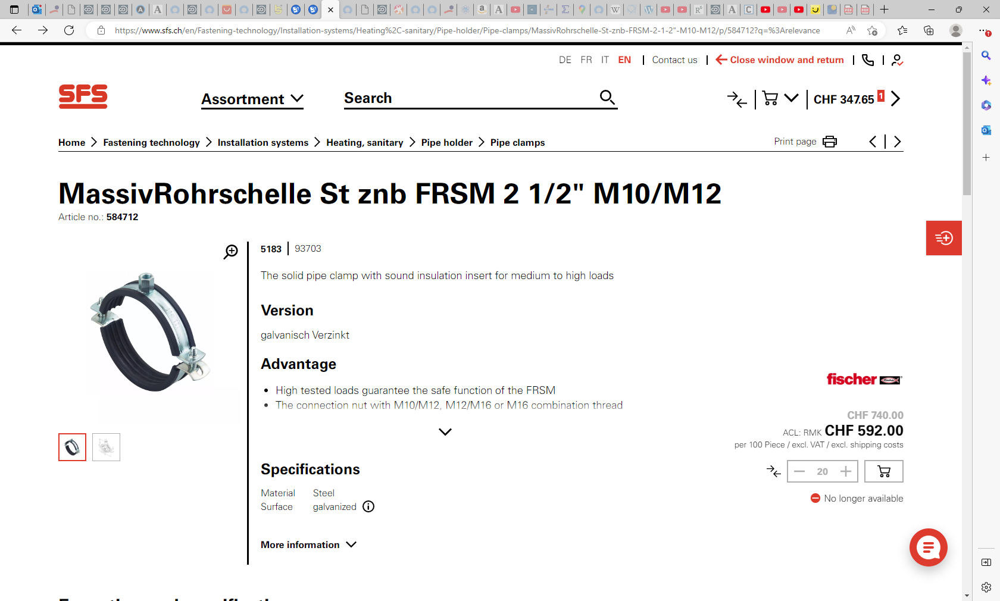 https://www.sfs.ch/en/Fastening-technology/Installation-systems/Heating%2C-sanitary/Pipe-holder/Pipe-clamps/MassivRohrschelle-St-znb-FRSM-2-1-2"-M10-M12/p/584712?q=%3Arelevance
DE FR IT EN Contact us Close window and return
SFS
Assortment
Search
CHF 347.65 1
Home Fastening technology Installation systems Heating, sanitary Pipe holder Pipe clamps
Print page
MassivRohrschelle St znb FRSM 2 1/2" M10/M12
Article no.: 584712
5183 93703
The solid pipe clamp with sound insulation insert for medium to high loads
Version
galvanisch Verzinkt
Advantage
• High tested loads guarantee the safe function of the FRSM
• The connection nut with M10/M12, M12/M16 or M16 combination thread
fischer
CHF 740.00
ACL: RMK CHF 592.00
per 100 Piece / excl. VAT / excl. shipping costs
20
No longer available
Specifications
Material Steel
Surface galvanized
More information